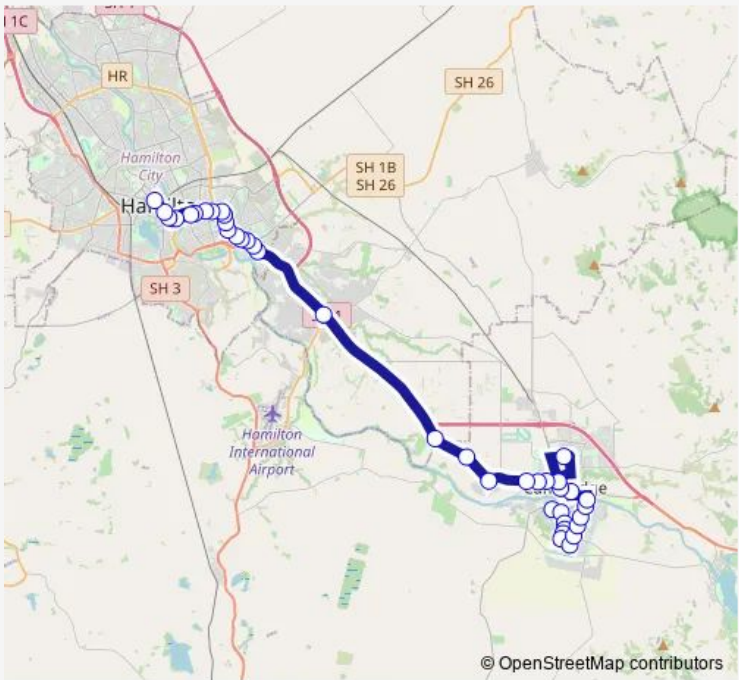 1C
HR
SH 26
Hamilton
City
SH 1B
SH 26
SH 3
Hamilton
International
Airport
© OpenStreetMap contributors